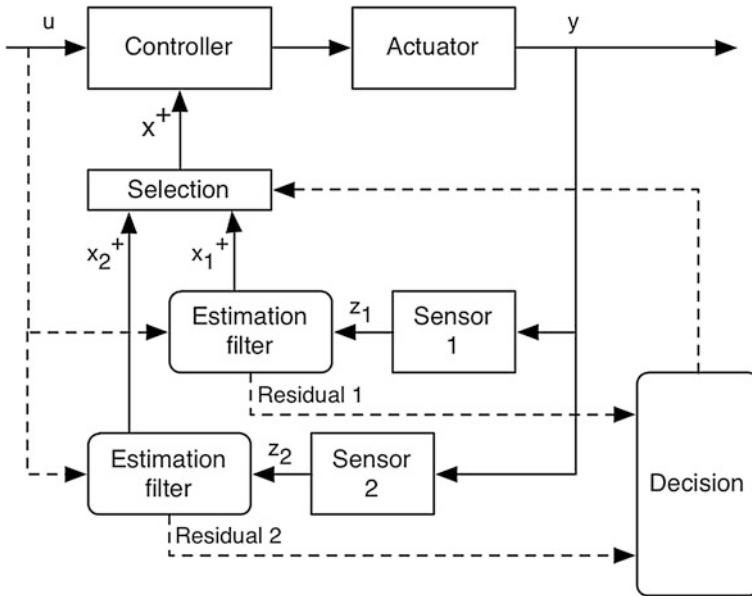 u
Controller
Actuator
y
x+
Selection
x2+
x1+
Estimation
filter
z1
Sensor
1
Residual 1
Estimation
filter
z2
Sensor
2
Decision
Residual 2